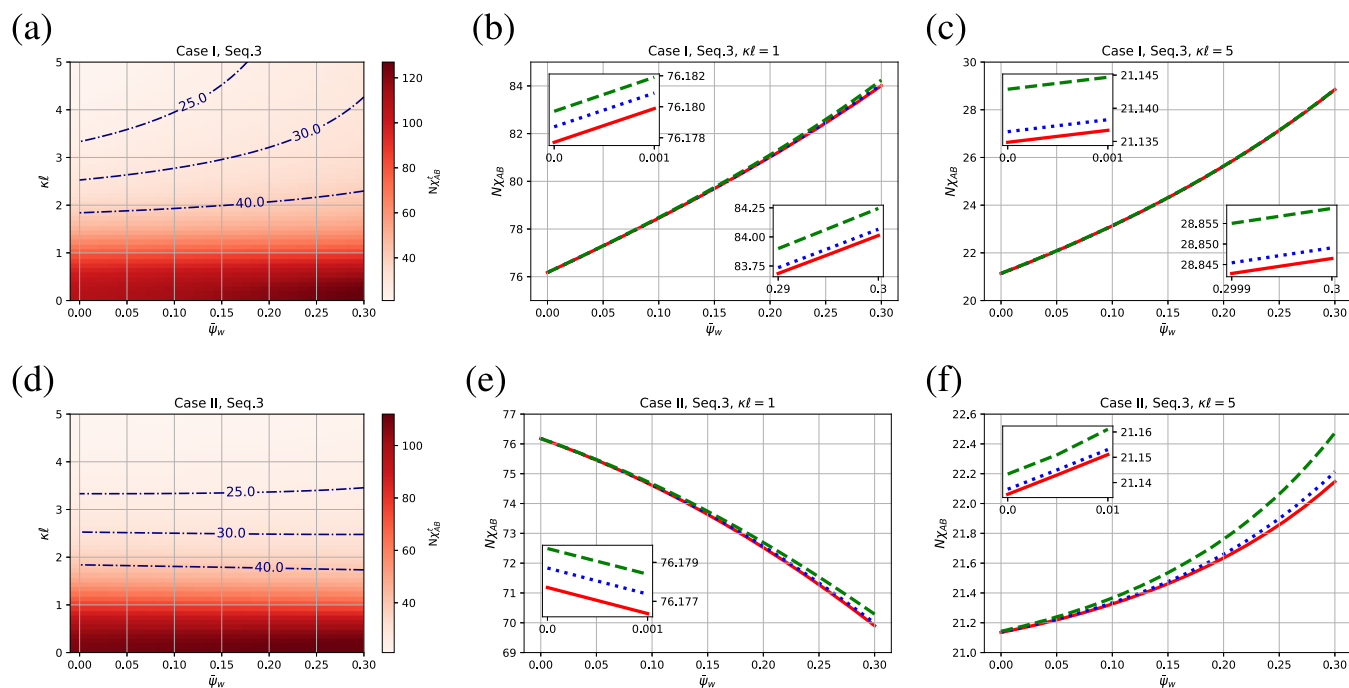 (a)
Case I, Seq.3
5
4
3
2
1
0
κℓ
25.0
30.0
40.0
0.00 0.05 0.10 0.15 0.20 0.25 0.30
ψ̄w
120
100
80
60
40
Nχ^t_AB
(b)
Case I, Seq.3, κℓ = 1
84
82
80
78
76
NχAB
76.182
76.180
76.178
0.0 0.001
84.25
84.00
83.75
0.29 0.3
0.00 0.05 0.10 0.15 0.20 0.25 0.30
ψ̄w
(c)
Case I, Seq.3, κℓ = 5
30
28
26
24
22
20
NχAB
21.145
21.140
21.135
0.0 0.001
28.855
28.850
28.845
0.2999 0.3
0.00 0.05 0.10 0.15 0.20 0.25 0.30
ψ̄w
(d)
Case II, Seq.3
5
4
3
2
1
0
κℓ
25.0
30.0
40.0
0.00 0.05 0.10 0.15 0.20 0.25 0.30
ψ̄w
100
80
60
40
Nχ^t_AB
(e)
Case II, Seq.3, κℓ = 1
77
76
75
74
73
72
71
70
69
NχAB
76.179
76.177
0.0 0.001
0.00 0.05 0.10 0.15 0.20 0.25 0.30
ψ̄w
(f)
Case II, Seq.3, κℓ = 5
22.6
22.4
22.2
22.0
21.8
21.6
21.4
21.2
21.0
NχAB
21.16
21.15
21.14
0.0 0.01
0.00 0.05 0.10 0.15 0.20 0.25 0.30
ψ̄w